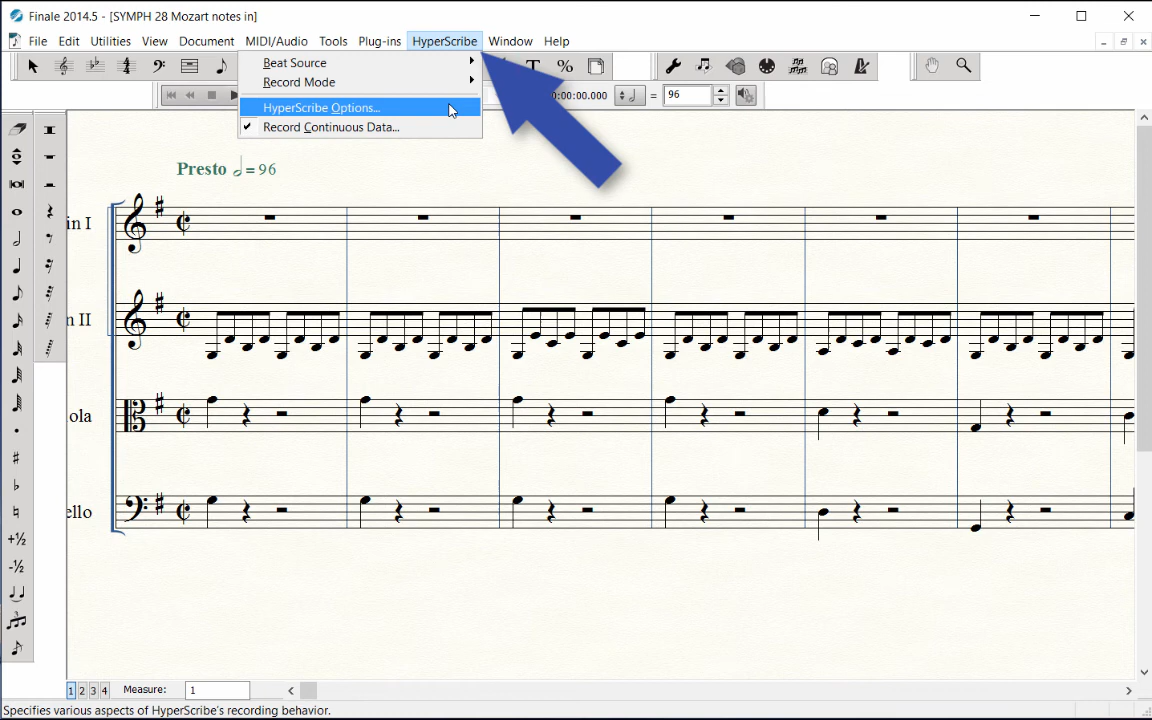 Finale 2014.5 - [SYMPH 28 Mozart notes in]
File Edit Utilities View Document MIDI/Audio Tools Plug-ins HyperScribe Window Help
Beat Source
Record Mode
HyperScribe Options...
Record Continuous Data...
:00:00.000 = 96
Presto = 96
in I
n II
ola
ello
+½
-½
1 2 3 4 Measure: 1
Specifies various aspects of HyperScribe's recording behavior.